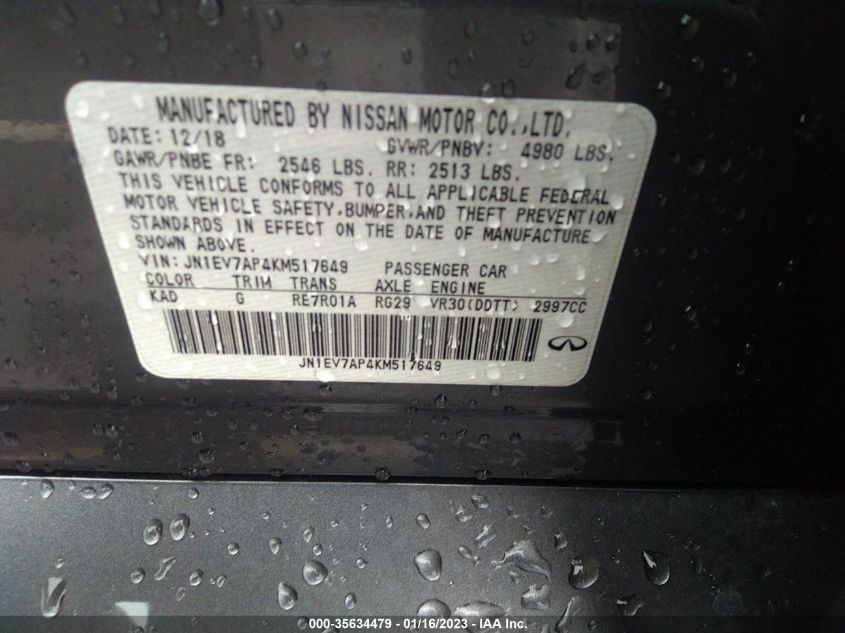 MANUFACTURED BY NISSAN MOTOR CO.,LTD.
DATE: 12/18 GVWR/PNBV: 4980 LBS.
GAWR/PNBE FR: 2546 LBS. RR: 2513 LBS.
THIS VEHICLE CONFORMS TO ALL APPLICABLE FEDERAL
MOTOR VEHICLE SAFETY,BUMPER,AND THEFT PREVENTION
STANDARDS IN EFFECT ON THE DATE OF MANUFACTURE
SHOWN ABOVE.
VIN: JN1EV7AP4KM517649 PASSENGER CAR
COLOR TRIM TRANS AXLE ENGINE
KAD G RE7R01A RG29 VR30(DDTT) 2997CC
JN1EV7AP4KM517649
000-35634479 - 01/16/2023 - IAA Inc.